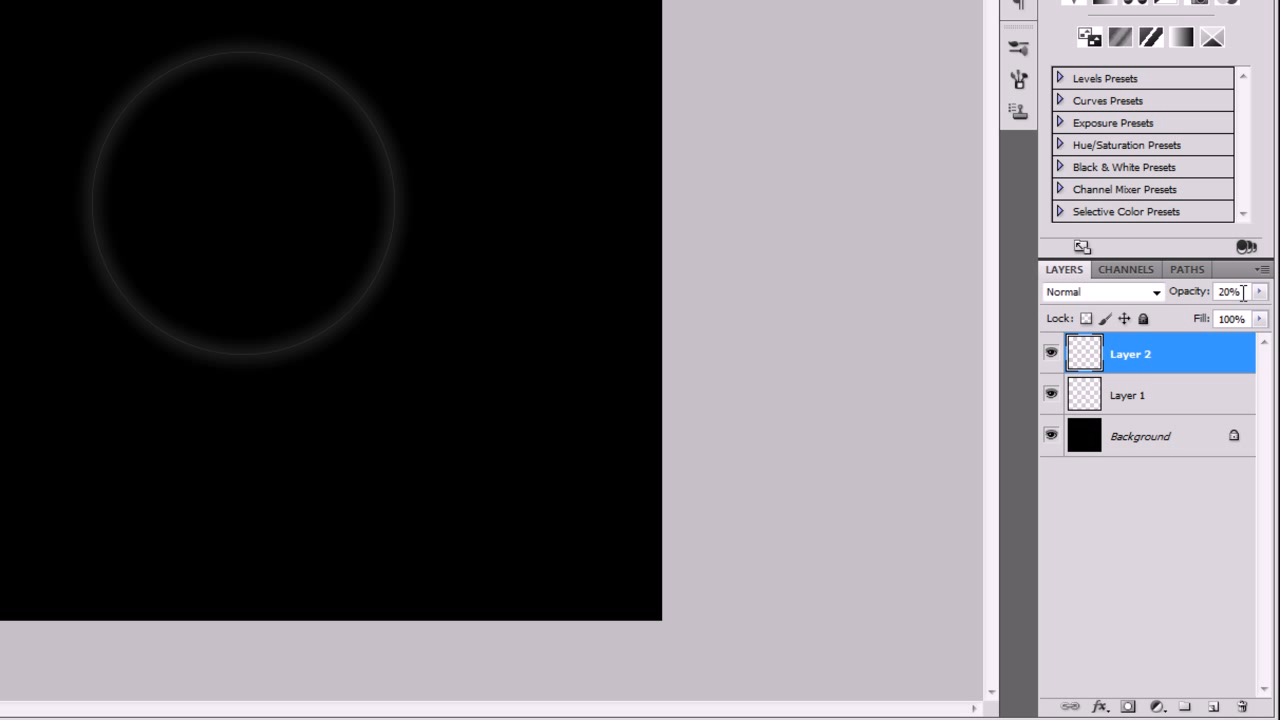 Levels Presets
Curves Presets
Exposure Presets
Hue/Saturation Presets
Black & White Presets
Channel Mixer Presets
Selective Color Presets
LAYERS CHANNELS PATHS
Normal Opacity: 20%
Lock: Fill: 100%
Layer 2
Layer 1
Background
fx